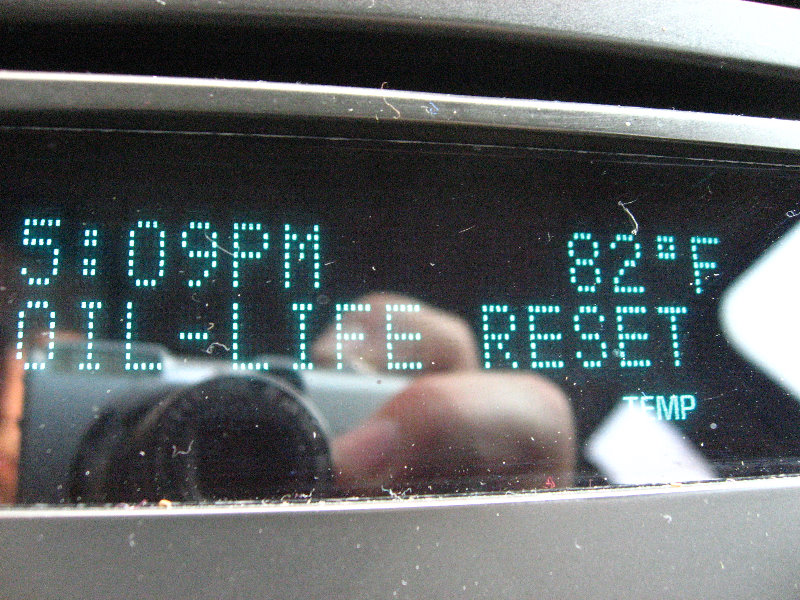 5:09PM 82°F
OIL-LIFE RESET
TEMP